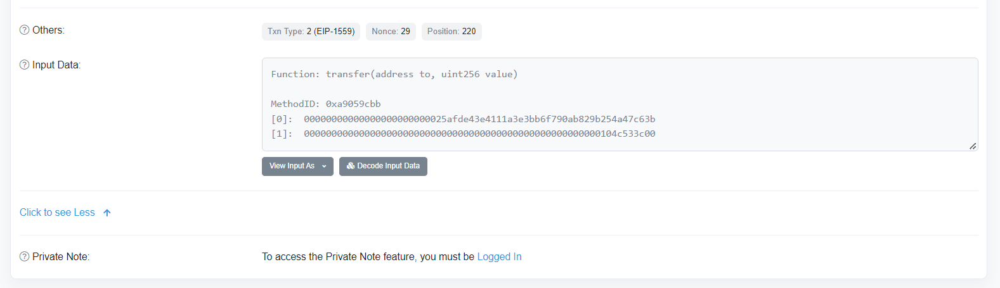 Others:
Txn Type: 2 (EIP-1559) Nonce: 29 Position: 220
Input Data:
Function: transfer(address to, uint256 value)
MethodID: 0xa9059cbb
[0]: 00000000000000000000000025afde43e4111a3e3bb6f790ab829b254a47c63b
[1]: 000000000000000000000000000000000000000000000000000000104c533c00
View Input As Decode Input Data
Click to see Less
Private Note:
To access the Private Note feature, you must be Logged In